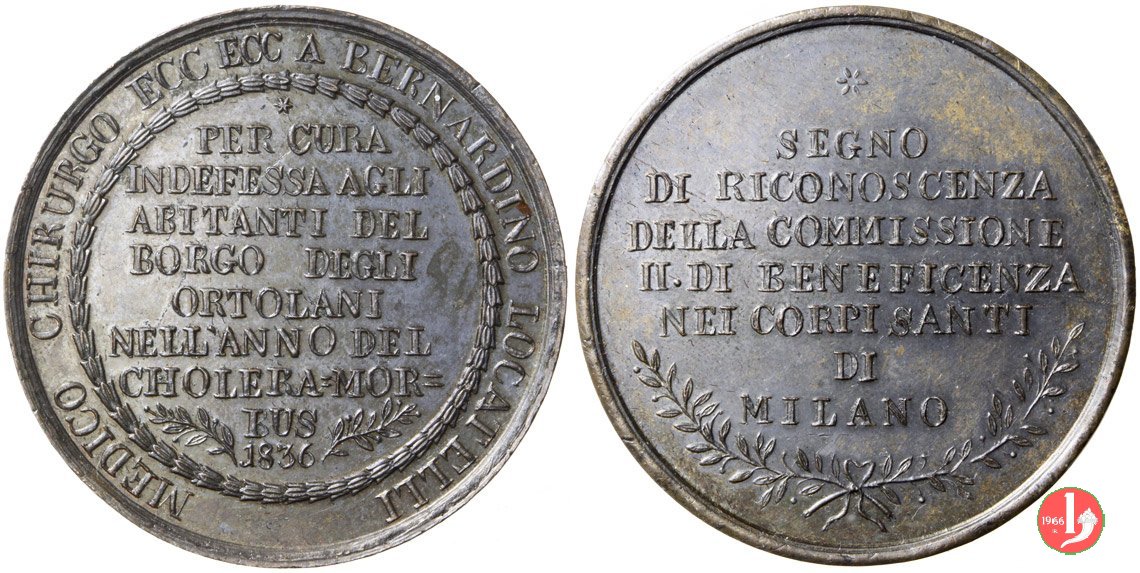 MEDICO CHIRURGO ECC ECC A BERNARDINO LOCATELLI
PER CURA
INDEFESSA AGLI
ABITANTI DEL
BORGO DEGLI
ORTOLANI
NELL'ANNO DEL
CHOLERA=MOR=
BUS
1836
SEGNO
DI RICONOSCENZA
DELLA COMMISSIONE
II. DI BENEFICENZA
NEI CORPI SANTI
DI
MILANO
1966